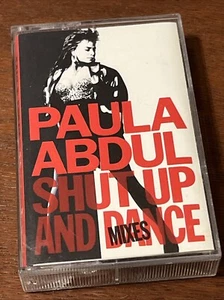 PAULA
ABDUL
SHUT UP
AND DANCE
MIXES